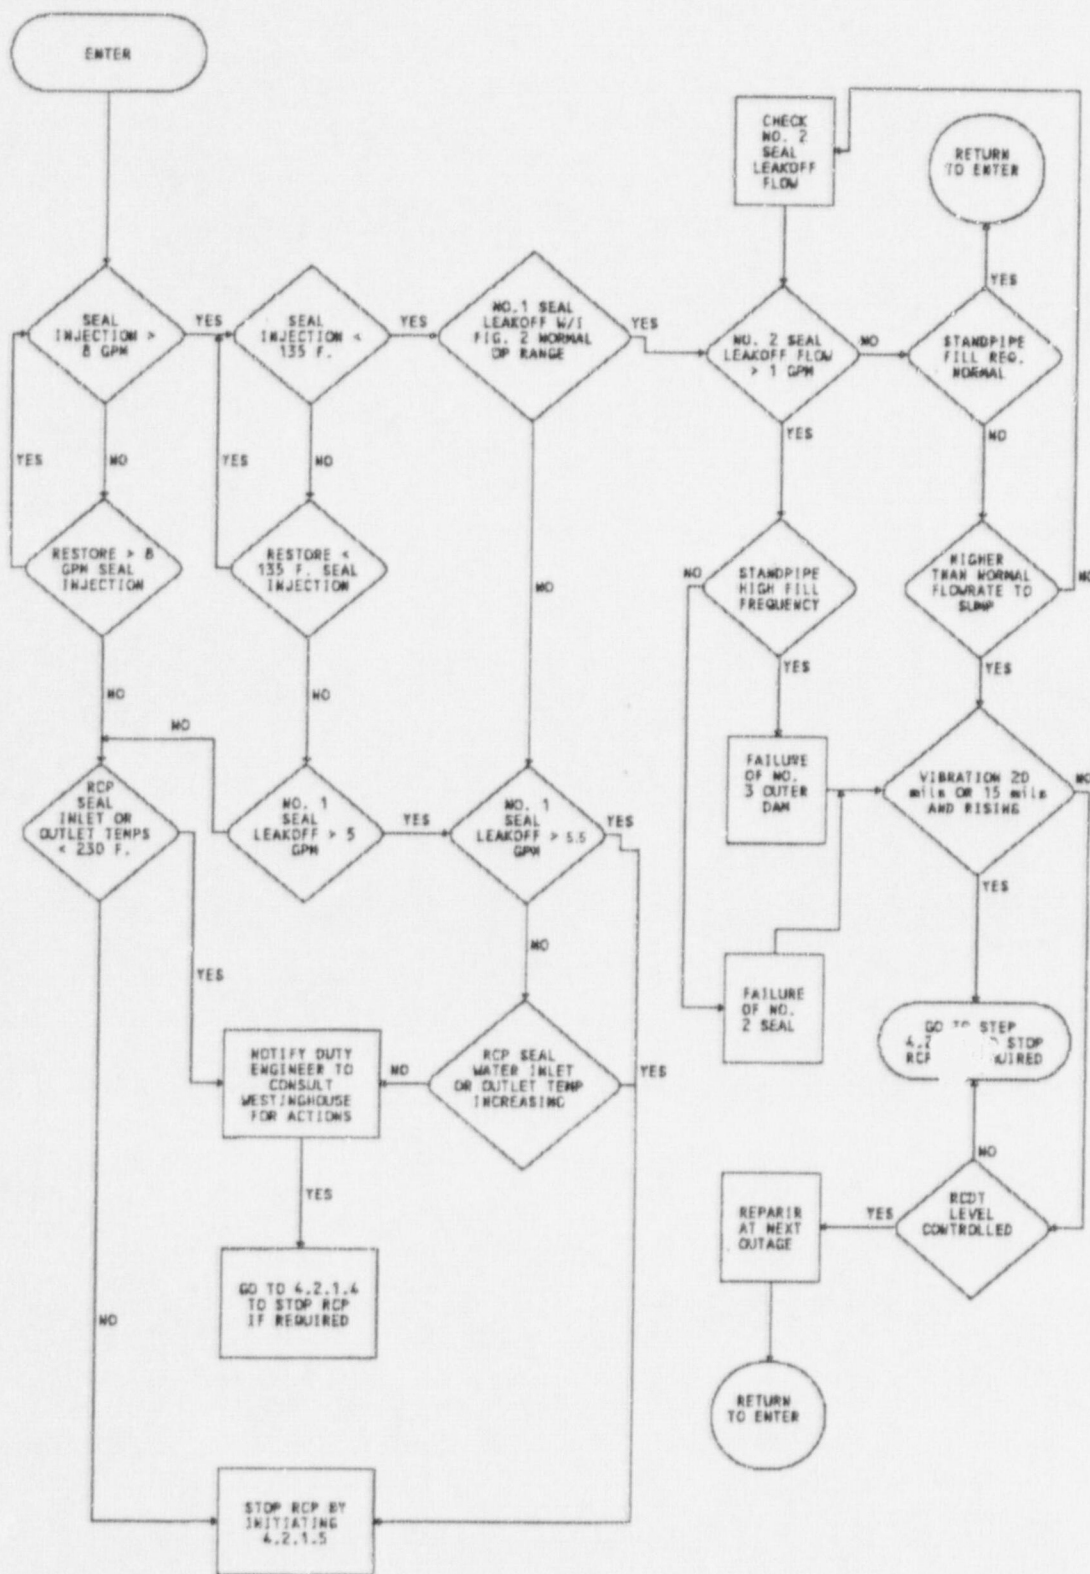 ENTER
CHECK
NO. 2
SEAL
LEAKOFF
FLOW
RETURN
TO ENTER
SEAL
INJECTION >
8 GPM
YES
SEAL
INJECTION <
135 F.
YES
NO.1 SEAL
LEAKOFF W/I
FIG. 2 NORMAL
OP RANGE
YES
NO. 2 SEAL
LEAKOFF FLOW
> 1 GPM
NO
YES
STANDPIPE
FILL REQ.
NORMAL
YES
NO
YES
NO
YES
NO
RESTORE > 8
GPM SEAL
INJECTION
RESTORE <
135 F. SEAL
INJECTION
NO
NO
STANDPIPE
HIGH FILL
FREQUENCY
HIGHER
THAN NORMAL
FLOWRATE TO
SUMP
NO
YES
YES
NO
NO
NO
RCP
SEAL
INLET OR
OUTLET TEMPS
< 230 F.
NO. 1
SEAL
LEAKOFF > 5
GPM
YES
NO. 1
SEAL
LEAKOFF > 5.5
GPM
YES
FAILURE
OF NO.
3 OUTER
DAM
VIBRATION 20
mils OR 15 mils
AND RISING
NO
YES
YES
NO
FAILURE
OF NO.
2 SEAL
NOTIFY DUTY
ENGINEER TO
CONSULT
WESTINGHOUSE
FOR ACTIONS
NO
RCP SEAL
WATER INLET
OR OUTLET TEMP
INCREASING
YES
GO TO STEP
STOP
RCP
NO
YES
REPARIR
AT NEXT
OUTAGE
YES
RCDT
LEVEL
CONTROLLED
GO TO 4.2.1.4
TO STOP RCP
IF REQUIRED
NO
RETURN
TO ENTER
STOP RCP BY
INITIATING
4.2.1.5